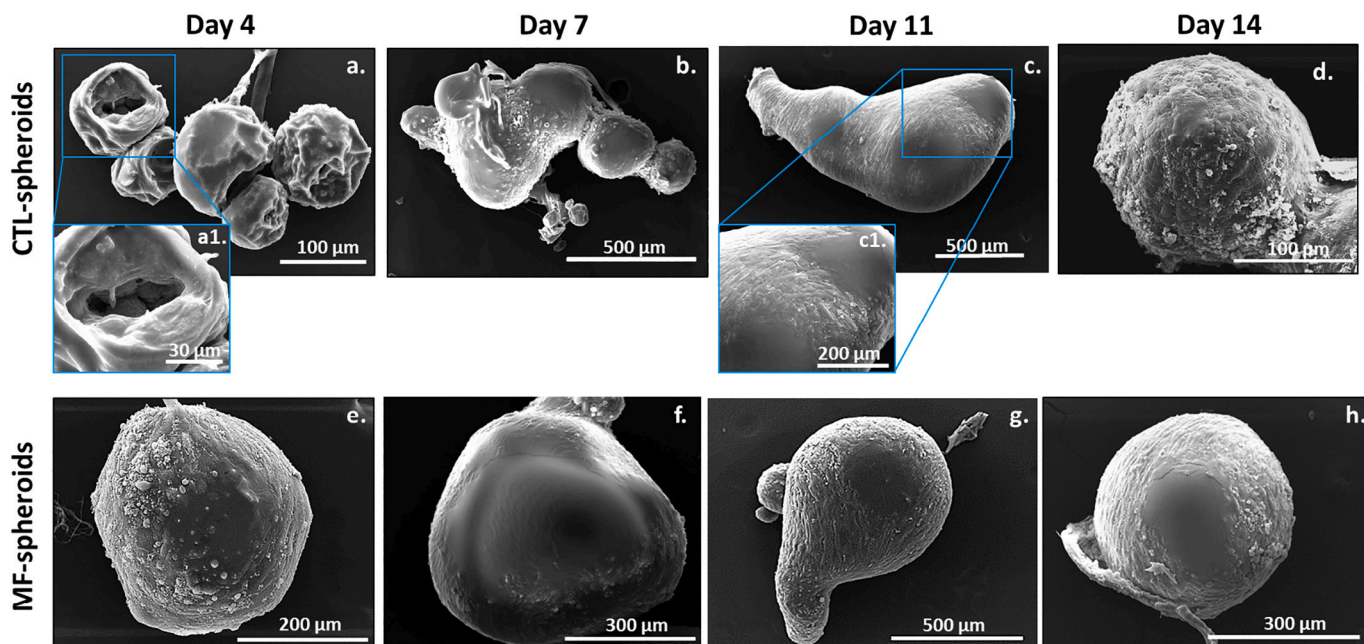 Day 4
Day 7
Day 11
Day 14
CTL-spheroids
a.
b.
c.
d.
100 µm
500 µm
500 µm
100 µm
a1.
30 µm
c1.
200 µm
MF-spheroids
e.
f.
g.
h.
200 µm
300 µm
500 µm
300 µm